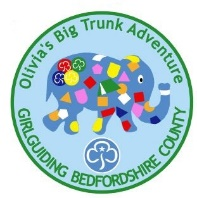 Olivia's Big Trunk Adventure
GIRLGUIDING BEDFORDSHIRE COUNTY